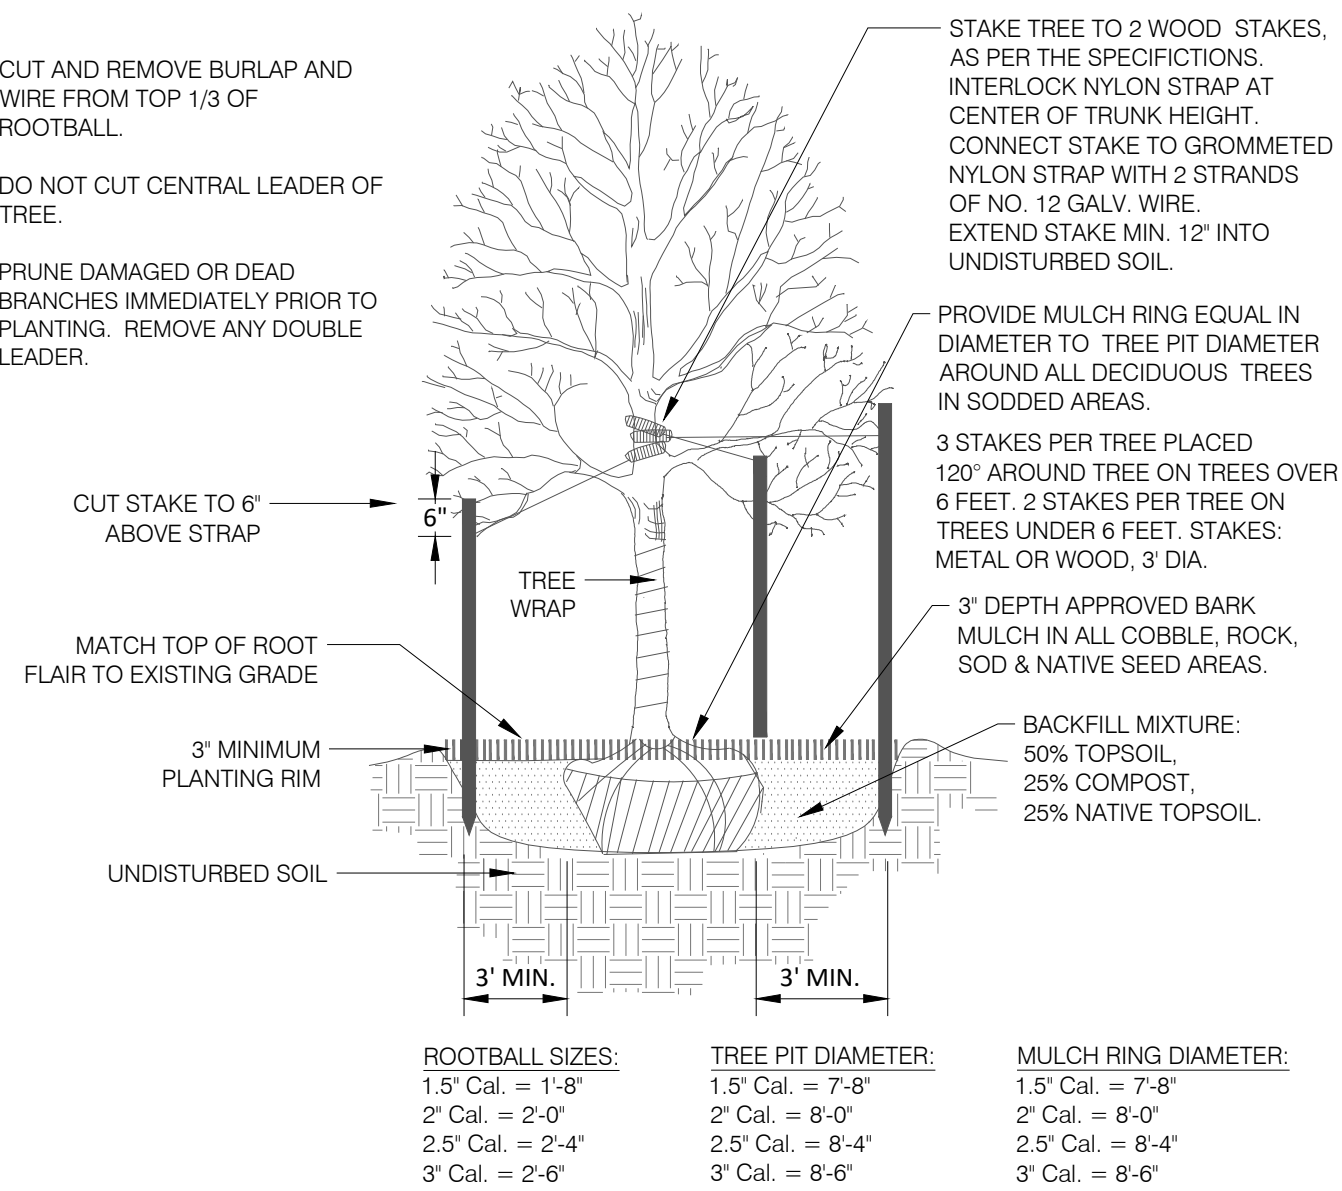 CUT AND REMOVE BURLAP AND
WIRE FROM TOP 1/3 OF
ROOTBALL.
DO NOT CUT CENTRAL LEADER OF
TREE.
PRUNE DAMAGED OR DEAD
BRANCHES IMMEDIATELY PRIOR TO
PLANTING. REMOVE ANY DOUBLE
LEADER.
STAKE TREE TO 2 WOOD STAKES,
AS PER THE SPECIFICTIONS.
INTERLOCK NYLON STRAP AT
CENTER OF TRUNK HEIGHT.
CONNECT STAKE TO GROMMETED
NYLON STRAP WITH 2 STRANDS
OF NO. 12 GALV. WIRE.
EXTEND STAKE MIN. 12" INTO
UNDISTURBED SOIL.
PROVIDE MULCH RING EQUAL IN
DIAMETER TO TREE PIT DIAMETER
AROUND ALL DECIDUOUS TREES
IN SODDED AREAS.
3 STAKES PER TREE PLACED
120° AROUND TREE ON TREES OVER
6 FEET. 2 STAKES PER TREE ON
TREES UNDER 6 FEET. STAKES:
METAL OR WOOD, 3' DIA.
CUT STAKE TO 6"
ABOVE STRAP
6"
TREE
WRAP
3" DEPTH APPROVED BARK
MULCH IN ALL COBBLE, ROCK,
SOD & NATIVE SEED AREAS.
MATCH TOP OF ROOT
FLAIR TO EXISTING GRADE
3" MINIMUM
PLANTING RIM
BACKFILL MIXTURE:
50% TOPSOIL,
25% COMPOST,
25% NATIVE TOPSOIL.
UNDISTURBED SOIL
3' MIN.
3' MIN.
ROOTBALL SIZES:
1.5" Cal. = 1'-8"
2" Cal. = 2'-0"
2.5" Cal. = 2'-4"
3" Cal. = 2'-6"
TREE PIT DIAMETER:
1.5" Cal. = 7'-8"
2" Cal. = 8'-0"
2.5" Cal. = 8'-4"
3" Cal. = 8'-6"
MULCH RING DIAMETER:
1.5" Cal. = 7'-8"
2" Cal. = 8'-0"
2.5" Cal. = 8'-4"
3" Cal. = 8'-6"